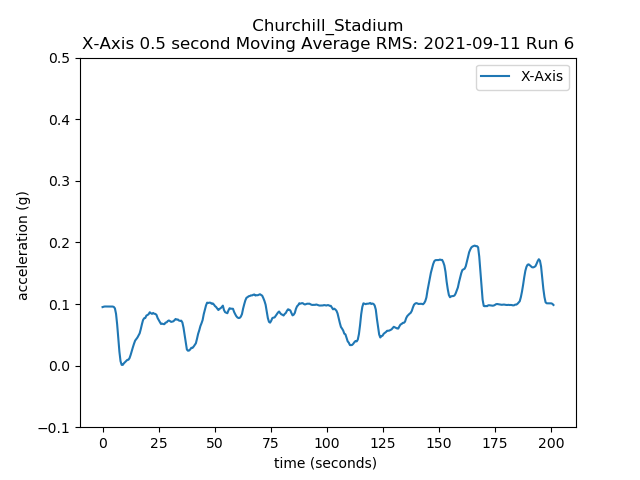 Churchill_Stadium
X-Axis 0.5 second Moving Average RMS: 2021-09-11 Run 6
X-Axis
0.5
0.4
0.3
0.2
0.1
0.0
−0.1
acceleration (g)
0 25 50 75 100 125 150 175 200
time (seconds)